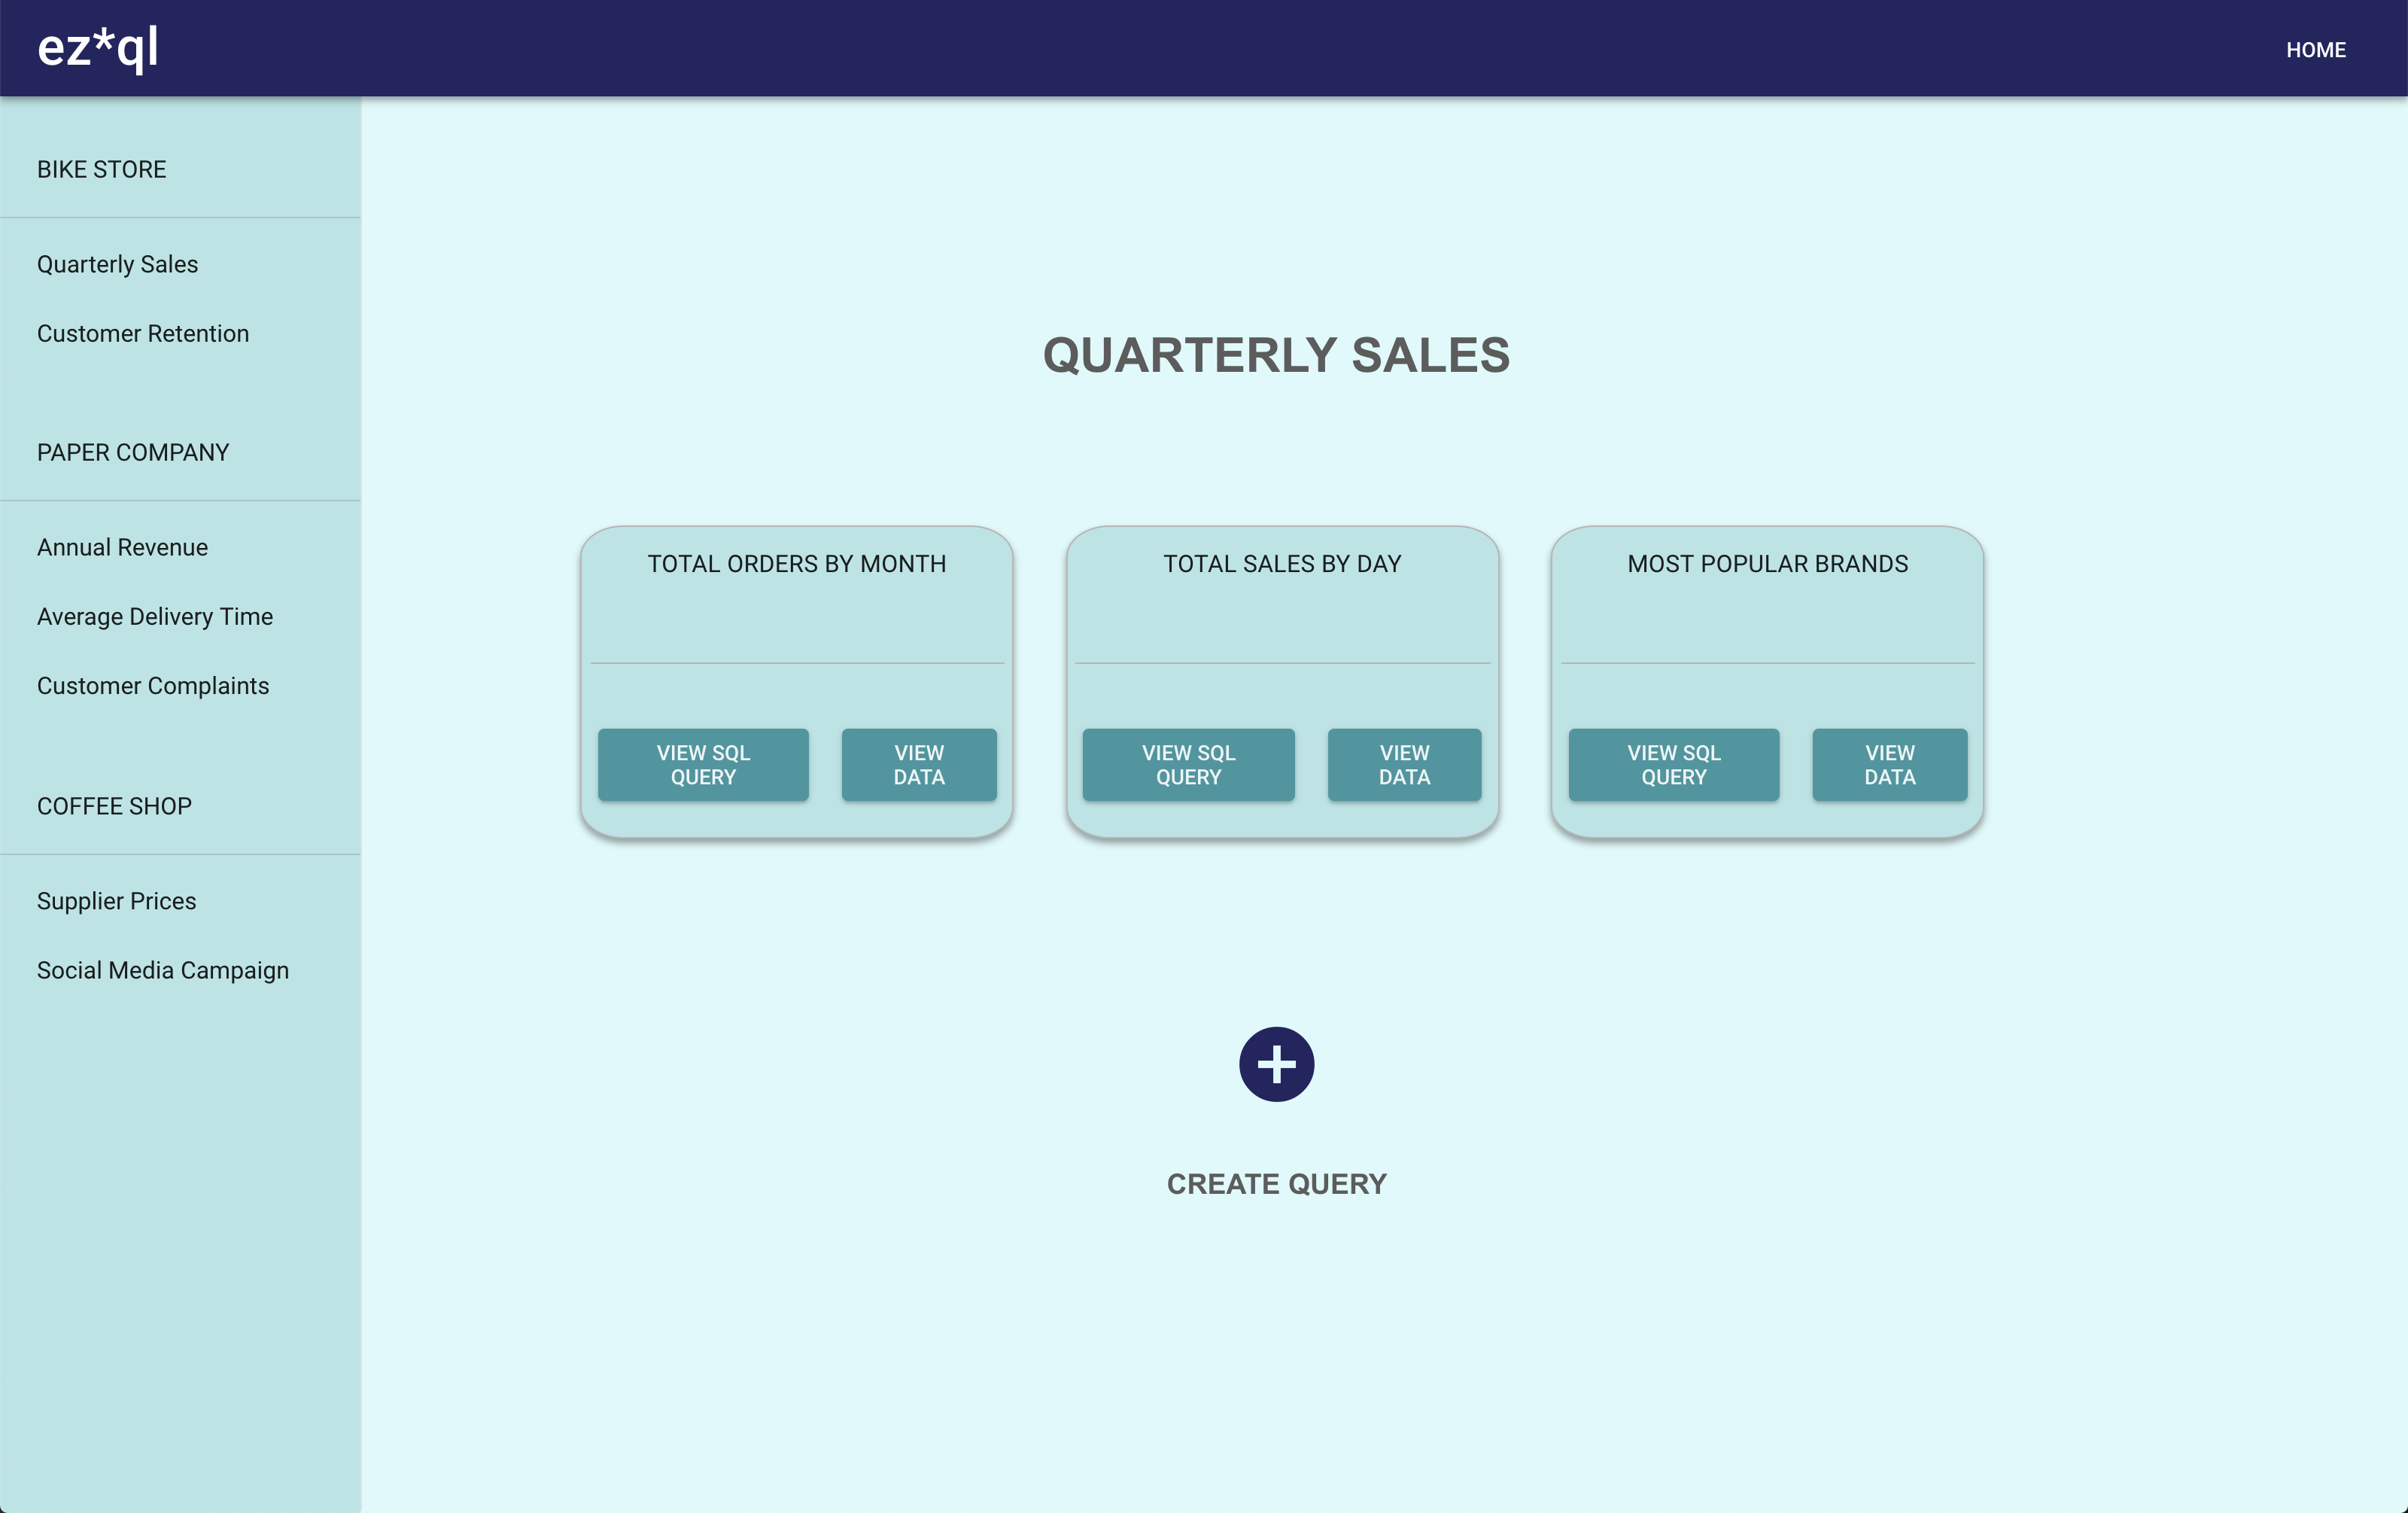 ez*ql
HOME
BIKE STORE
Quarterly Sales
Customer Retention
PAPER COMPANY
Annual Revenue
Average Delivery Time
Customer Complaints
COFFEE SHOP
Supplier Prices
Social Media Campaign
QUARTERLY SALES
TOTAL ORDERS BY MONTH
VIEW SQL
QUERY
VIEW
DATA
TOTAL SALES BY DAY
VIEW SQL
QUERY
VIEW
DATA
MOST POPULAR BRANDS
VIEW SQL
QUERY
VIEW
DATA
CREATE QUERY